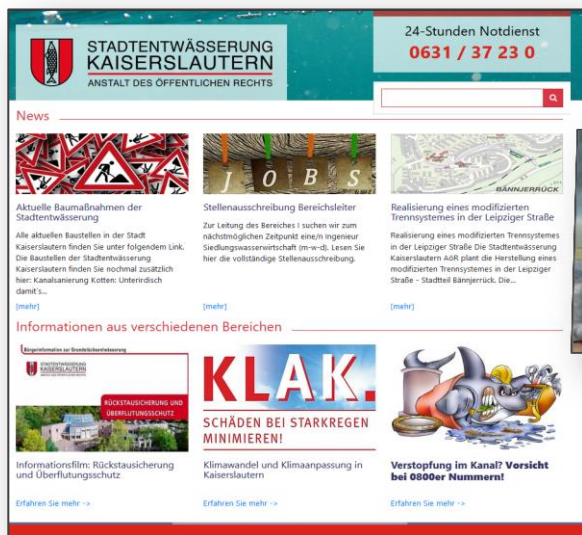 STADTENTWÄSSERUNG
KAISERSLAUTERN
ANSTALT DES ÖFFENTLICHEN RECHTS
24-Stunden Notdienst
0631 / 37 23 0
News
JOBS
BÄNNJERRÜCK
Aktuelle Baumaßnahmen der
Stadtentwässerung
Alle aktuellen Baustellen in der Stadt
Kaiserslautern finden Sie unter folgendem Link.
Die Baustellen der Stadtentwässerung
Kaiserslautern finden Sie nochmal zusätzlich
hier: Kanalsanierung Kotten: Unterirdisch
damit´s...
[mehr]
Stellenausschreibung Bereichsleiter
Zur Leitung des Bereiches I suchen wir zum
nächstmöglichen Zeitpunt eine/n Ingenieur
Siedlungswasserwirtschaft (m-w-d). Lesen Sie
hier die vollständige Stellenausschreibung.
[mehr]
Realisierung eines modifizierten
Trennsystemes in der Leipziger Straße
Realisierung eines modifizierten Trennsystemes
in der Leipziger Straße Die Stadtentwässerung
Kaiserslautern AöR plant die Herstellung eines
modifizierten Trennsystemes in der Leipziger
Straße - Stadtteil Bännjerrück. Die...
[mehr]
Informationen aus verschiedenen Bereichen
Bürgerinformation zur Grundstücksentwässerung
STADTENTWÄSSERUNG
KAISERSLAUTERN
RÜCKSTAUSICHERUNG UND
ÜBERFLUTUNGSSCHUTZ
Informationsfilm: Rückstausicherung
und Überflutungsschutz
Erfahren Sie mehr ->
KLAK.
SCHÄDEN BEI STARKREGEN
MINIMIEREN!
Klimawandel und Klimaanpassung in
Kaiserslautern
Erfahren Sie mehr ->
Verstopfung im Kanal? Vorsicht
bei 0800er Nummern!
Erfahren Sie mehr ->